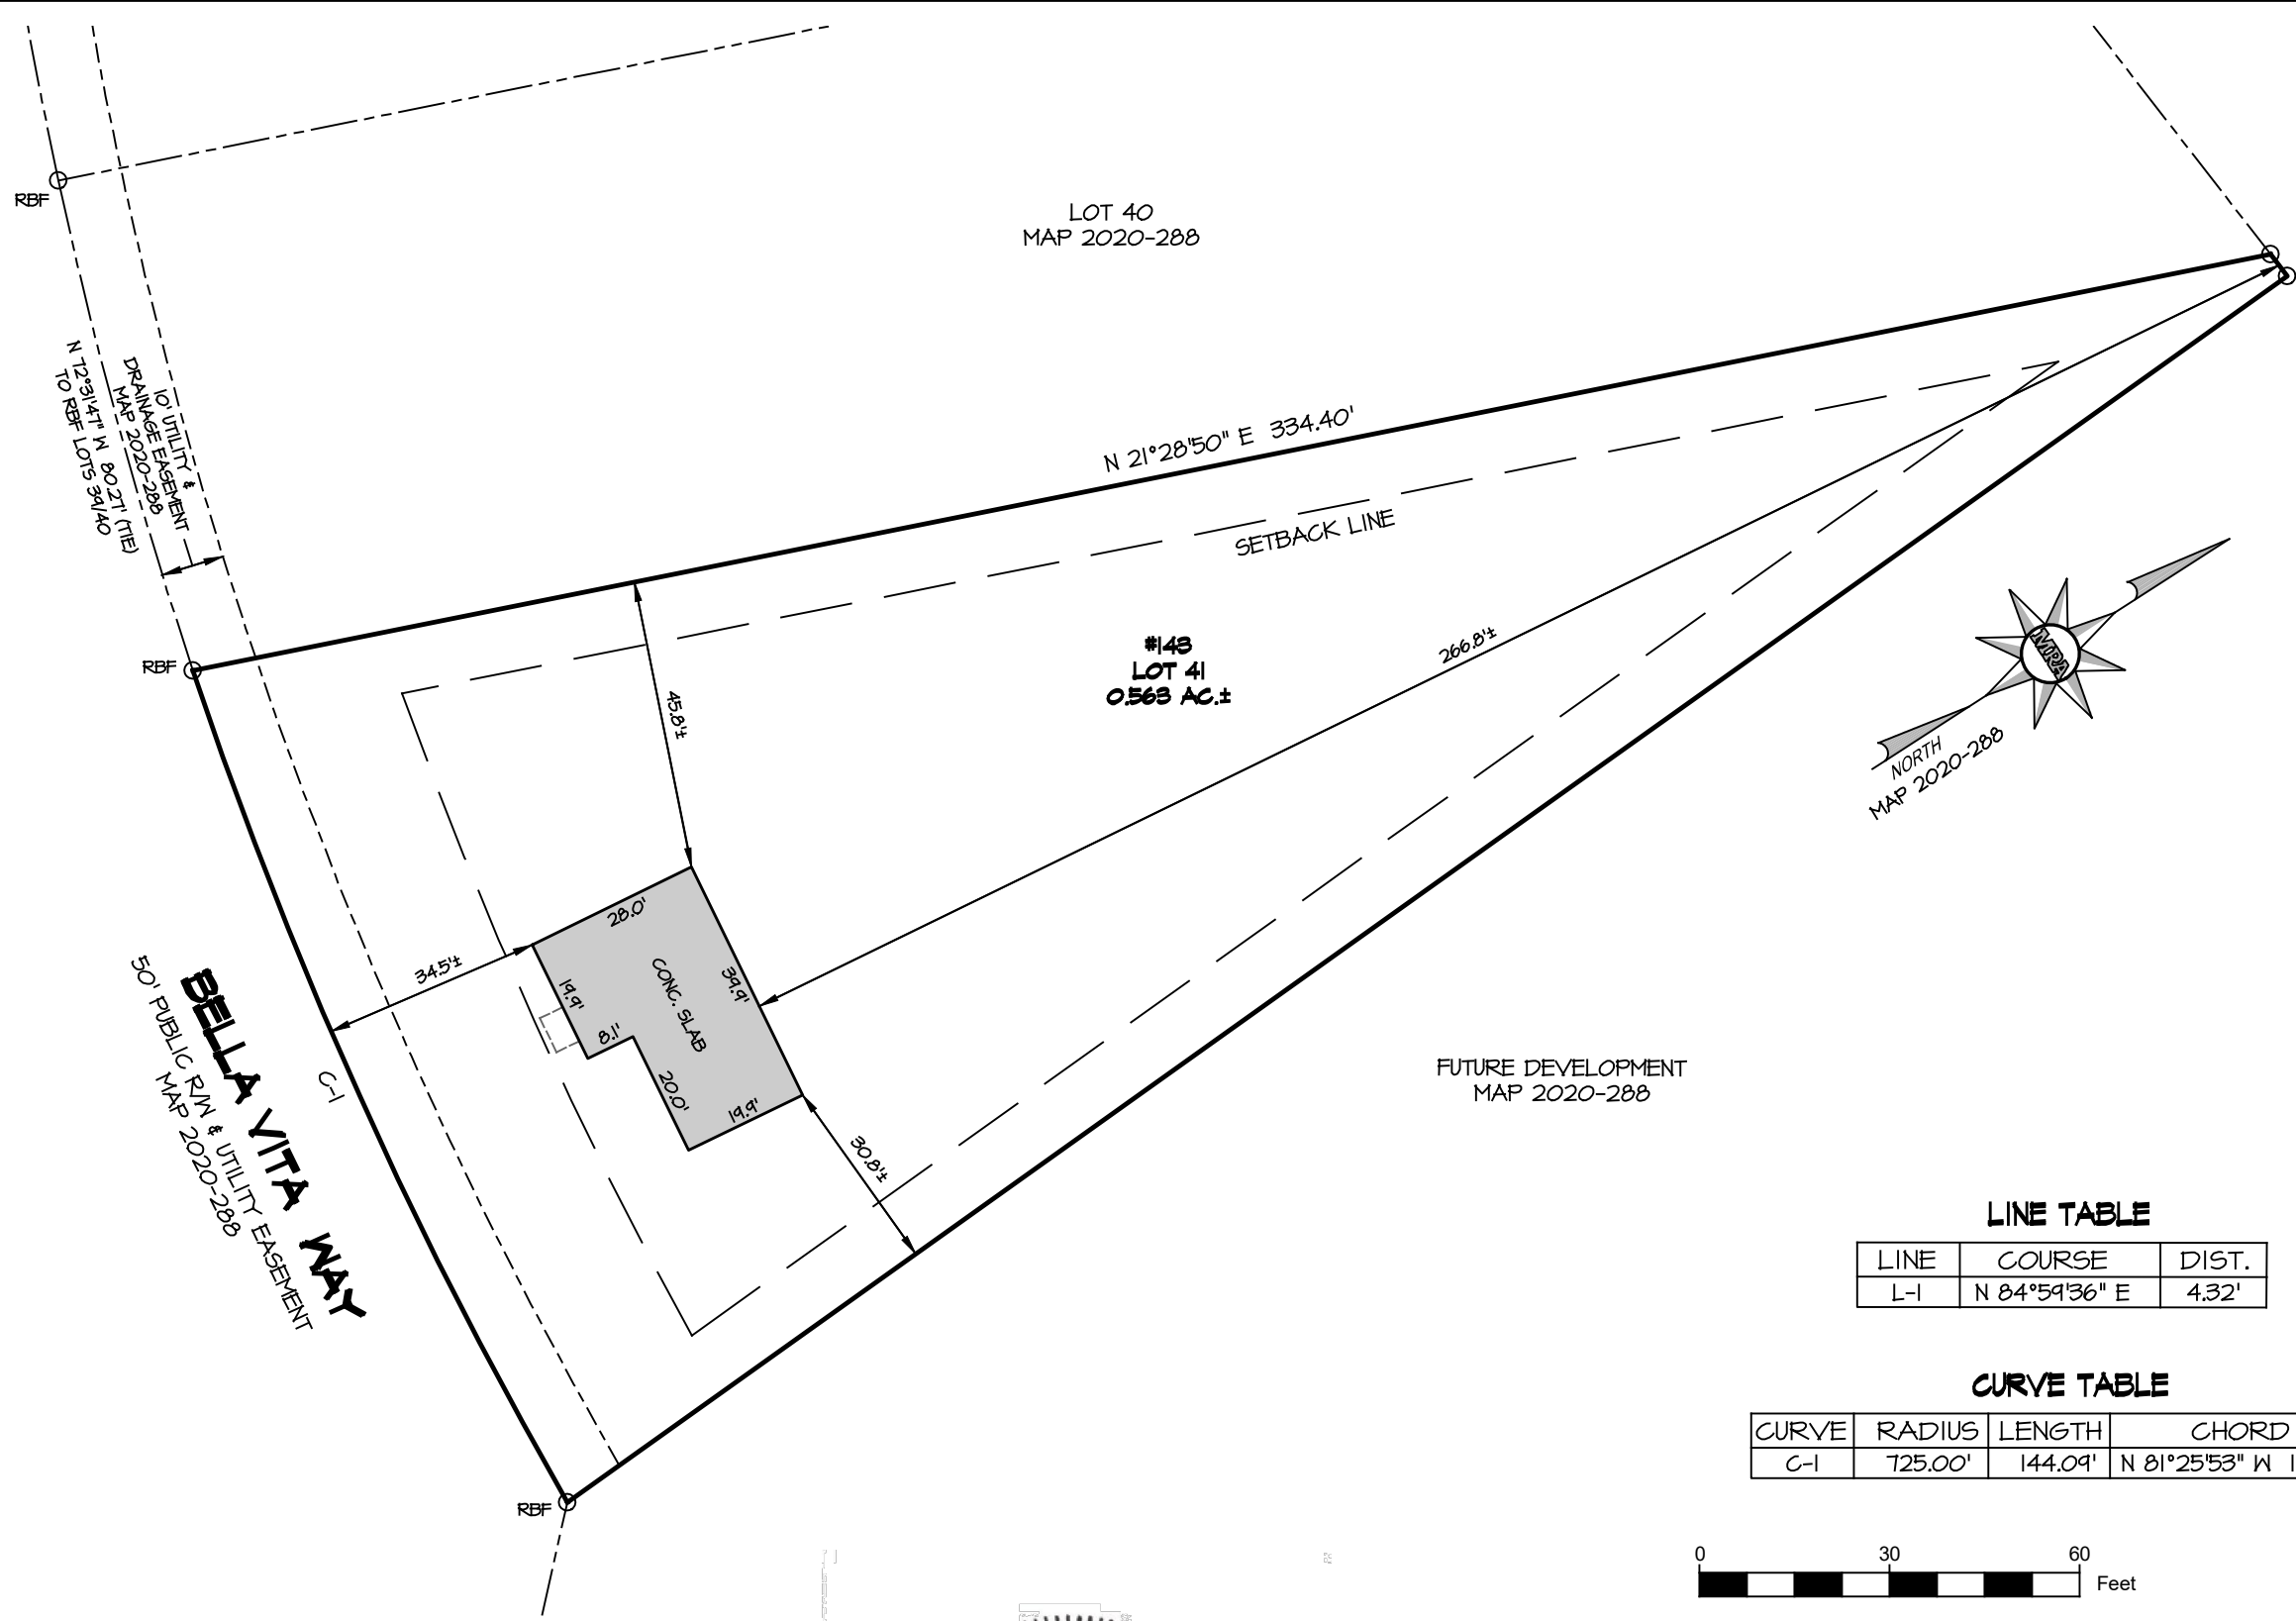 RBF
LOT 40
MAP 2020-288
10' UTILITY &
DRAINAGE EASEMENT
MAP 2020-288
N 72°31'47" W 80.27' (TIE)
TO RBF LOTS 39/40
N 21°28'50" E 334.40'
SETBACK LINE
RBF
#143
LOT 41
0.563 AC.±
266.8'±
45.8'±
MRA
NORTH
MAP 2020-288
28.0'
34.5'±
19.9'
CONC. SLAB
39.9'
8.1'
20.0'
19.9'
30.8'±
C-1
BELLA VITA WAY
50' PUBLIC R/W & UTILITY EASEMENT
MAP 2020-288
FUTURE DEVELOPMENT
MAP 2020-288
RBF
LINE TABLE
LINE COURSE DIST.
L-1 N 84°59'36" E 4.32'
CURVE TABLE
CURVE RADIUS LENGTH CHORD
C-1 725.00' 144.09' N 81°25'53" W 1
0 30 60
Feet